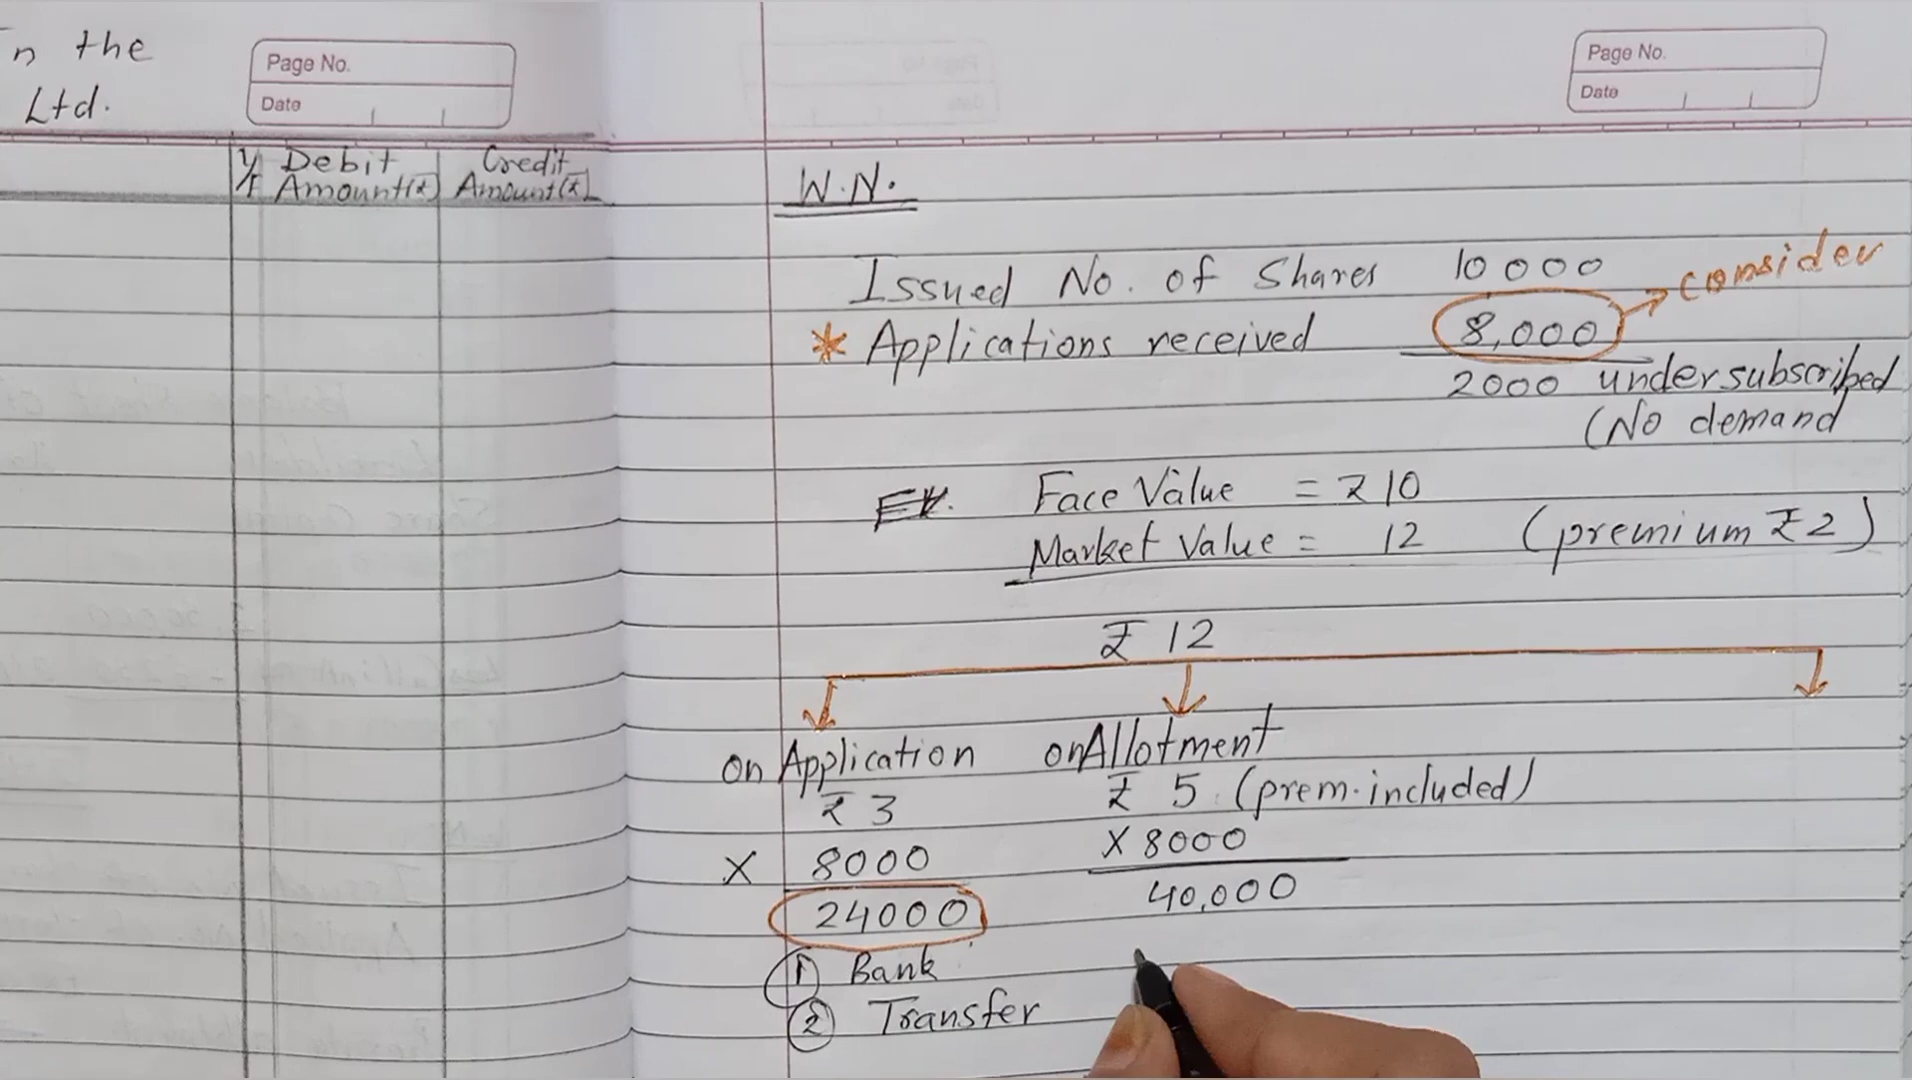 n the
Ltd.
Page No.
Date
Debit Amount(₹)
Credit Amount(₹)
Page No.
Date
W.N.
Issued No. of Shares 10000
* Applications received 8,000 → consider
2000 undersubscribed
(No demand
Face Value = ₹10
Market Value = 12 (premium ₹2)
₹ 12
on Application on Allotment
₹ 3 ₹ 5 (prem. included)
X 8000 X 8000
24000 40,000
① Bank
② Transfer